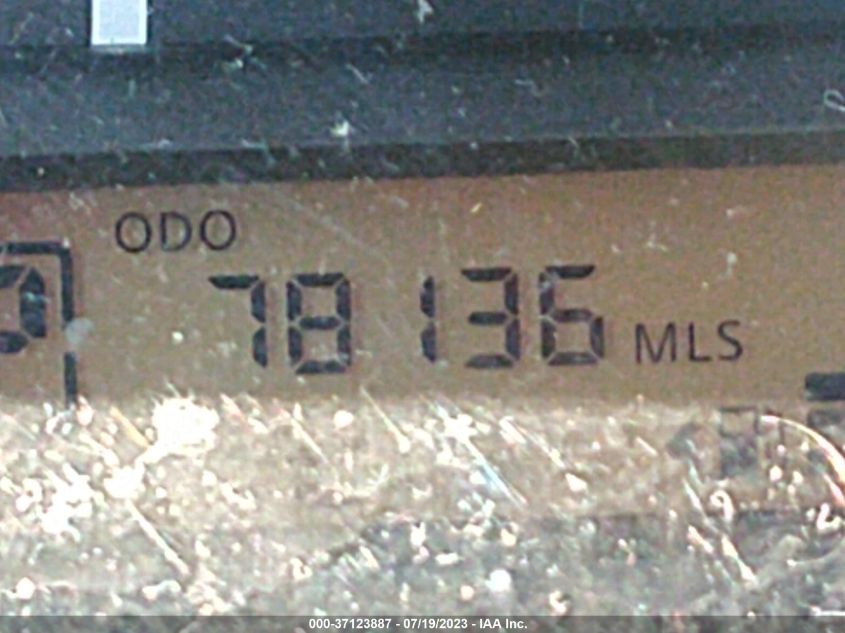 ODO
78136 MLS
000-37123887 - 07/19/2023 - IAA Inc.